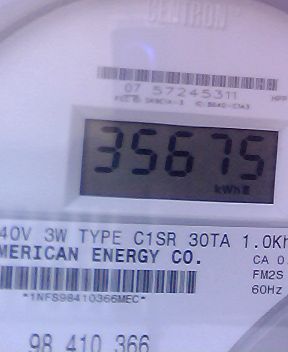 CENTRON®
07 57245311
35675
kWh
40V 3W TYPE C1SR 30TA 1.0Kh
MERICAN ENERGY CO.
CA 0.
FM2S
60Hz
*1NFS98410366MEC*
98 410 366